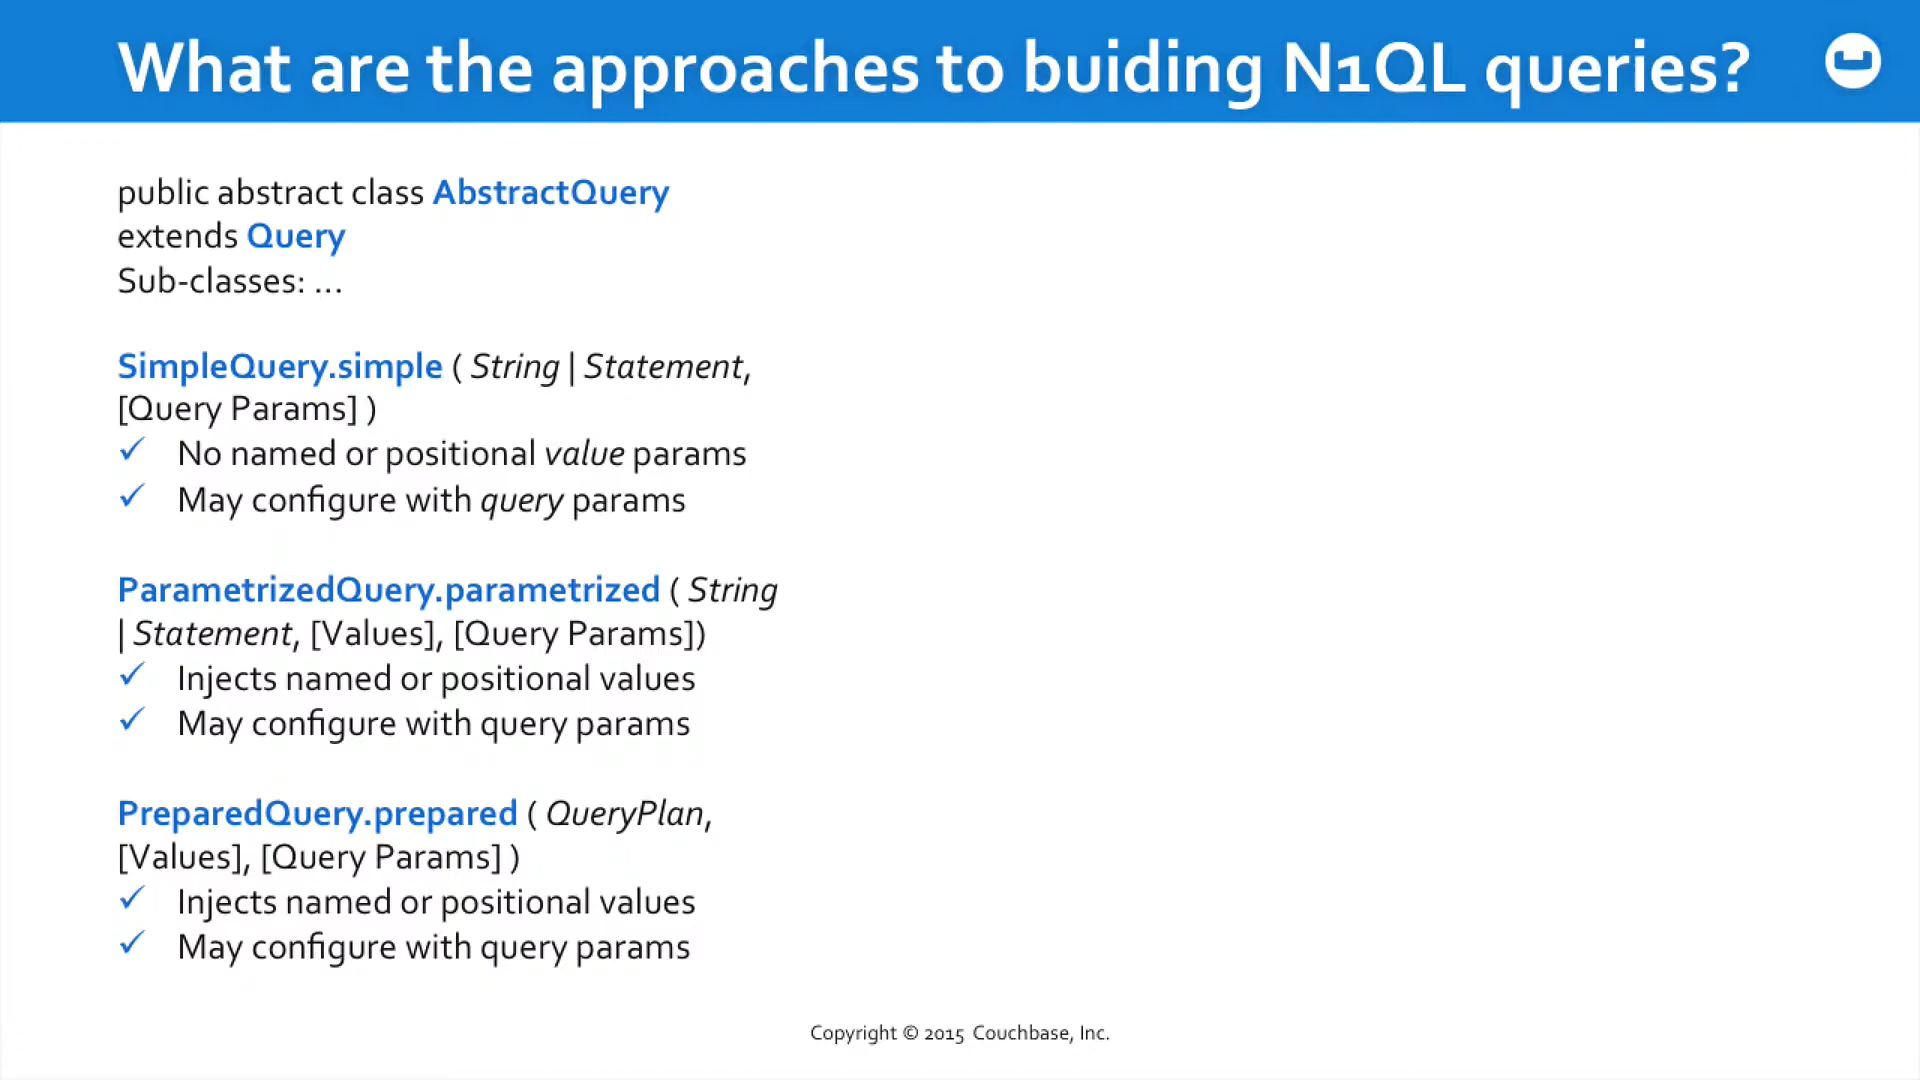 What are the approaches to buiding N1QL queries?
public abstract class AbstractQuery
extends Query
Sub-classes: ...
SimpleQuery.simple ( String | Statement,
[Query Params] )
✓ No named or positional value params
✓ May configure with query params
ParametrizedQuery.parametrized ( String
| Statement, [Values], [Query Params])
✓ Injects named or positional values
✓ May configure with query params
PreparedQuery.prepared ( QueryPlan,
[Values], [Query Params] )
✓ Injects named or positional values
✓ May configure with query params
Copyright © 2015 Couchbase, Inc.